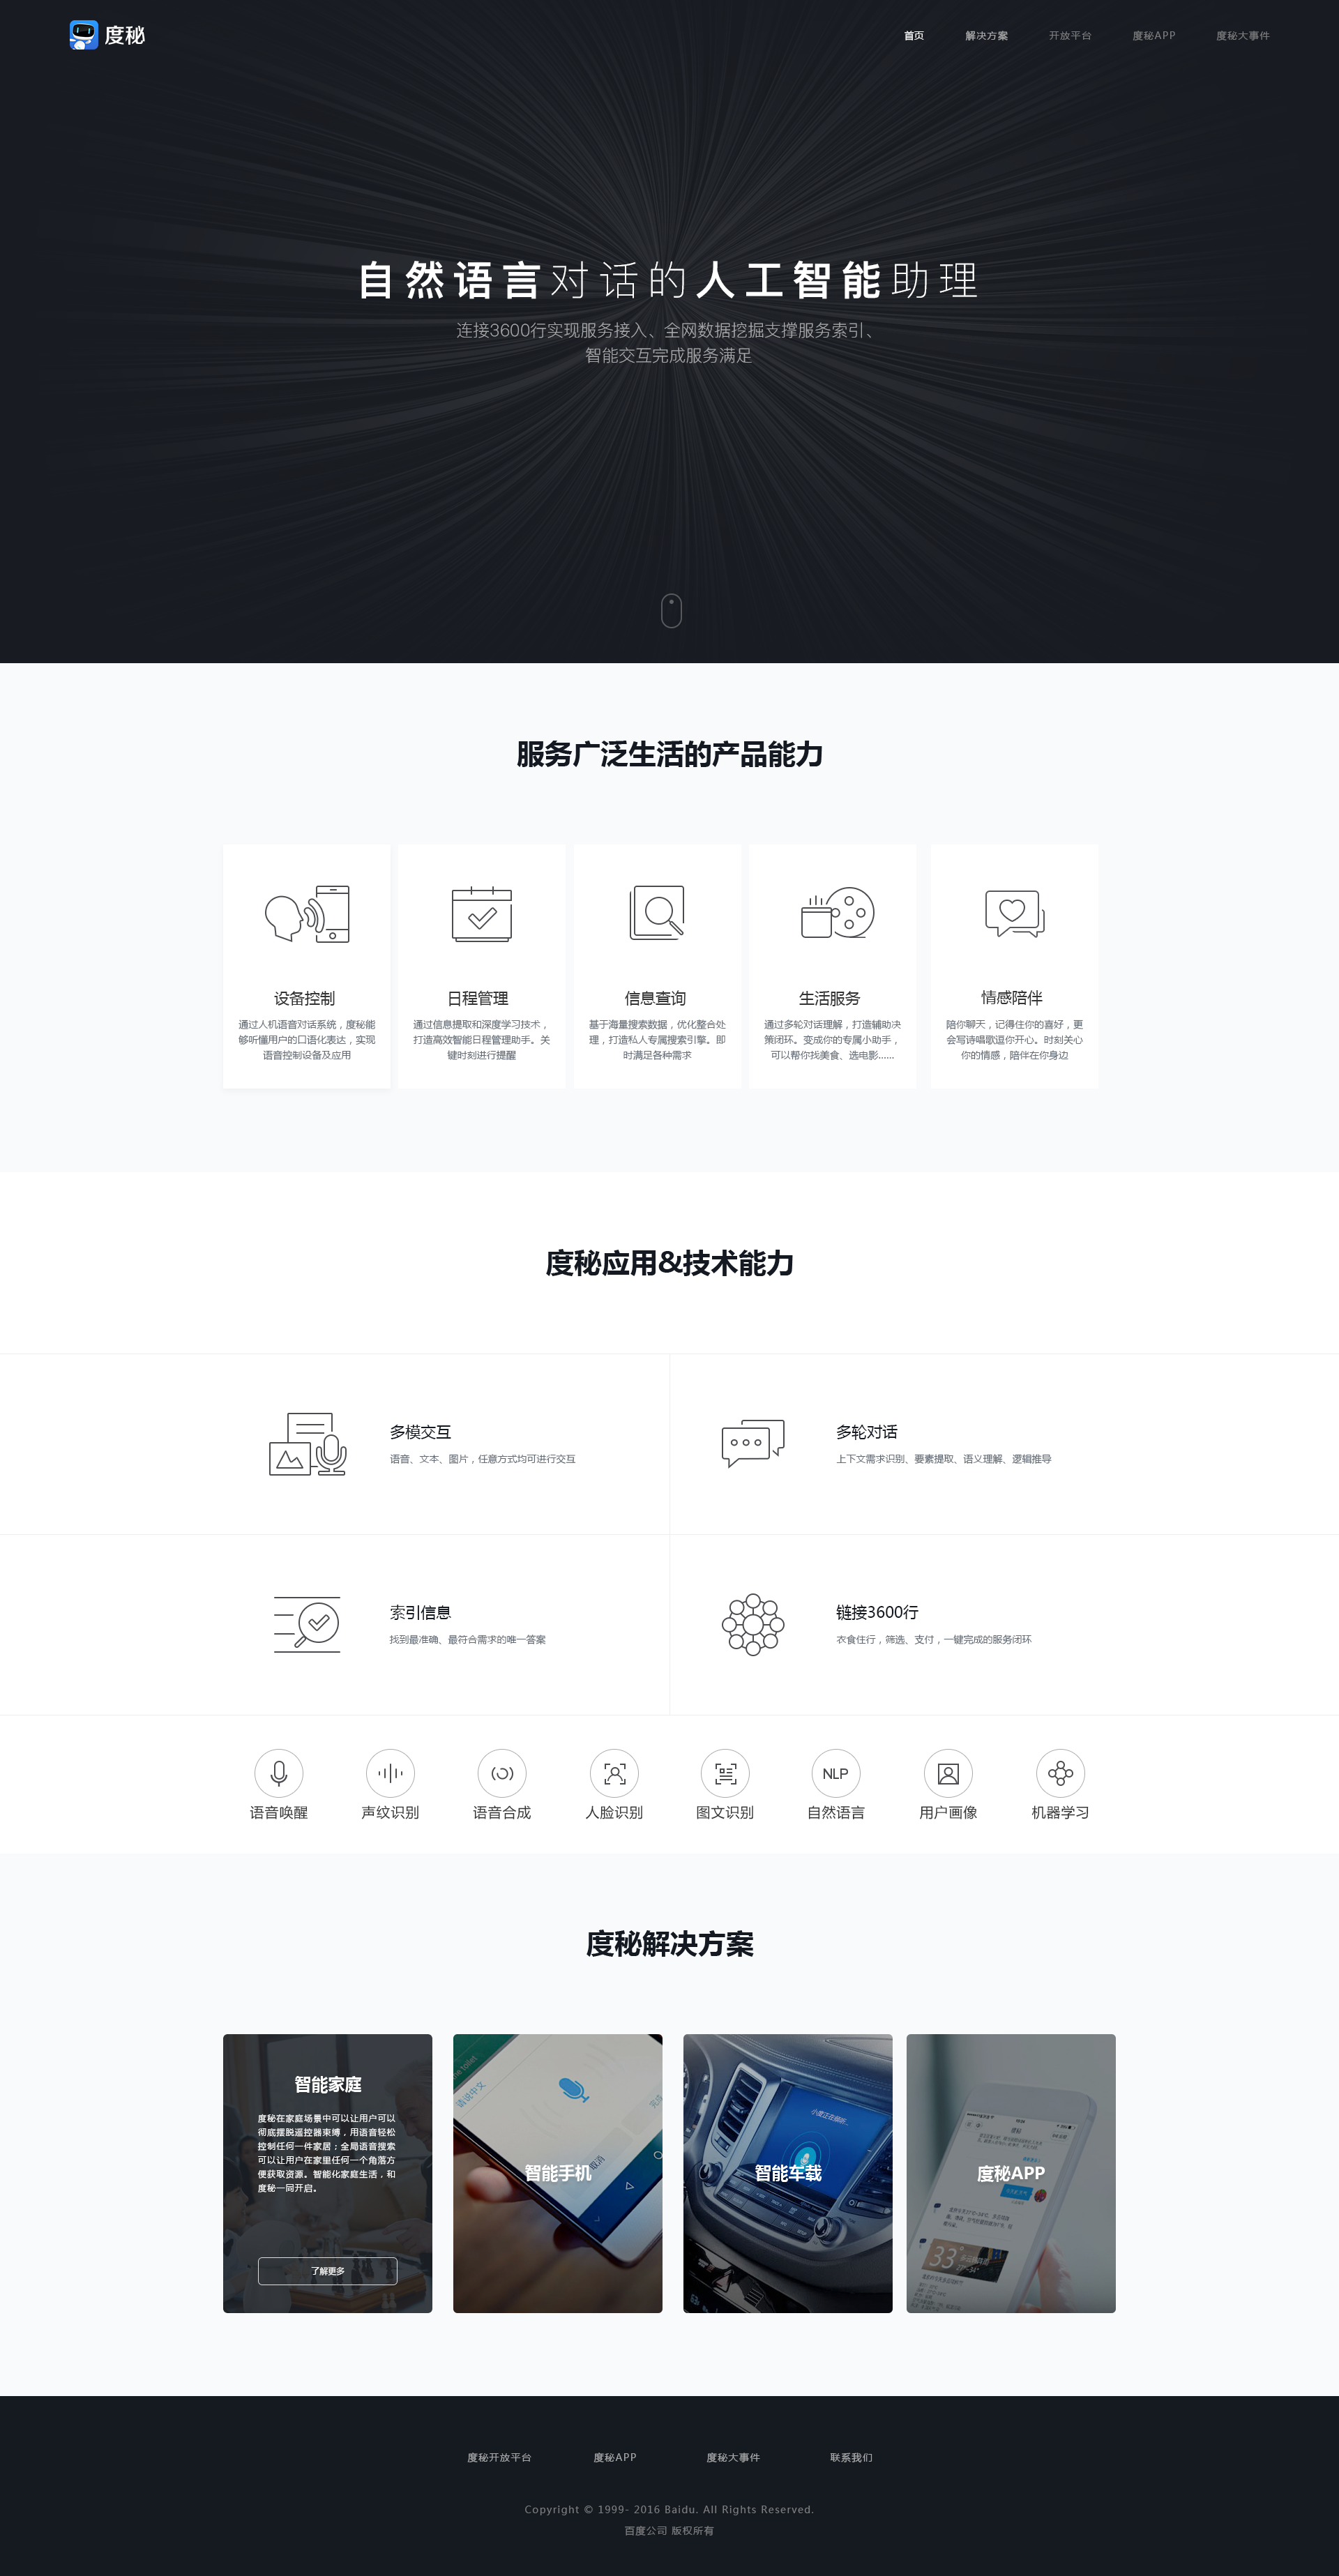 度秘
首页
解决方案
开放平台
度秘APP
度秘大事件
自然语言对话的人工智能助理
连接3600行实现服务接入、全网数据挖掘支撑服务索引、
智能交互完成服务满足
服务广泛生活的产品能力
设备控制
通过人机语音对话系统，度秘能
够听懂用户的口语化表达，实现
语音控制设备及应用
日程管理
通过信息提取和深度学习技术，
打造高效智能日程管理助手。关
键时刻进行提醒
信息查询
基于海量搜索数据，优化整合处
理，打造私人专属搜索引擎。即
时满足各种需求
生活服务
通过多轮对话理解，打造辅助决
策闭环。变成你的专属小助手，
可以帮你找美食、选电影......
情感陪伴
陪你聊天，记得住你的喜好，更
会写诗唱歌逗你开心。时刻关心
你的情感，陪伴在你身边
度秘应用&技术能力
多模交互
语音、文本、图片，任意方式均可进行交互
多轮对话
上下文需求识别、要素提取、语义理解、逻辑推导
索引信息
找到最准确、最符合需求的唯一答案
链接3600行
衣食住行，筛选、支付，一键完成的服务闭环
NLP
语音唤醒
声纹识别
语音合成
人脸识别
图文识别
自然语言
用户画像
机器学习
度秘解决方案
智能家庭
度秘在家庭场景中可以让用户可以
彻底摆脱遥控器束缚，用语音轻松
控制任何一件家居；全局语音搜索
可以让用户在家里任何一个角落方
便获取资源。智能化家庭生活，和
度秘一同开启。
了解更多
请说中文
取消
智能手机
小度正在倾听...
智能车载
度秘APP
33°
度秘开放平台
度秘APP
度秘大事件
联系我们
Copyright © 1999- 2016 Baidu. All Rights Reserved.
百度公司 版权所有